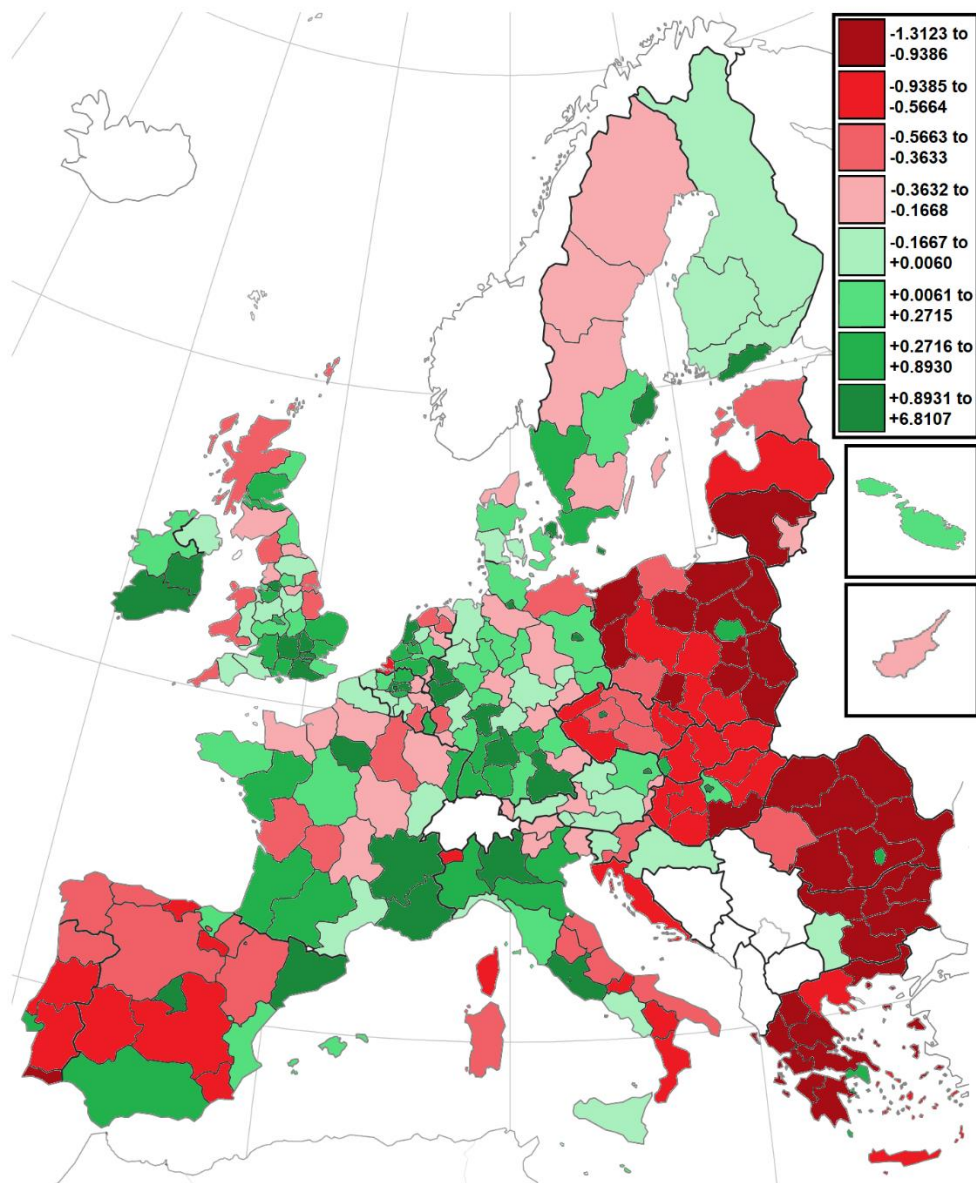 -1.3123 to
-0.9386
-0.9385 to
-0.5664
-0.5663 to
-0.3633
-0.3632 to
-0.1668
-0.1667 to
+0.0060
+0.0061 to
+0.2715
+0.2716 to
+0.8930
+0.8931 to
+6.8107